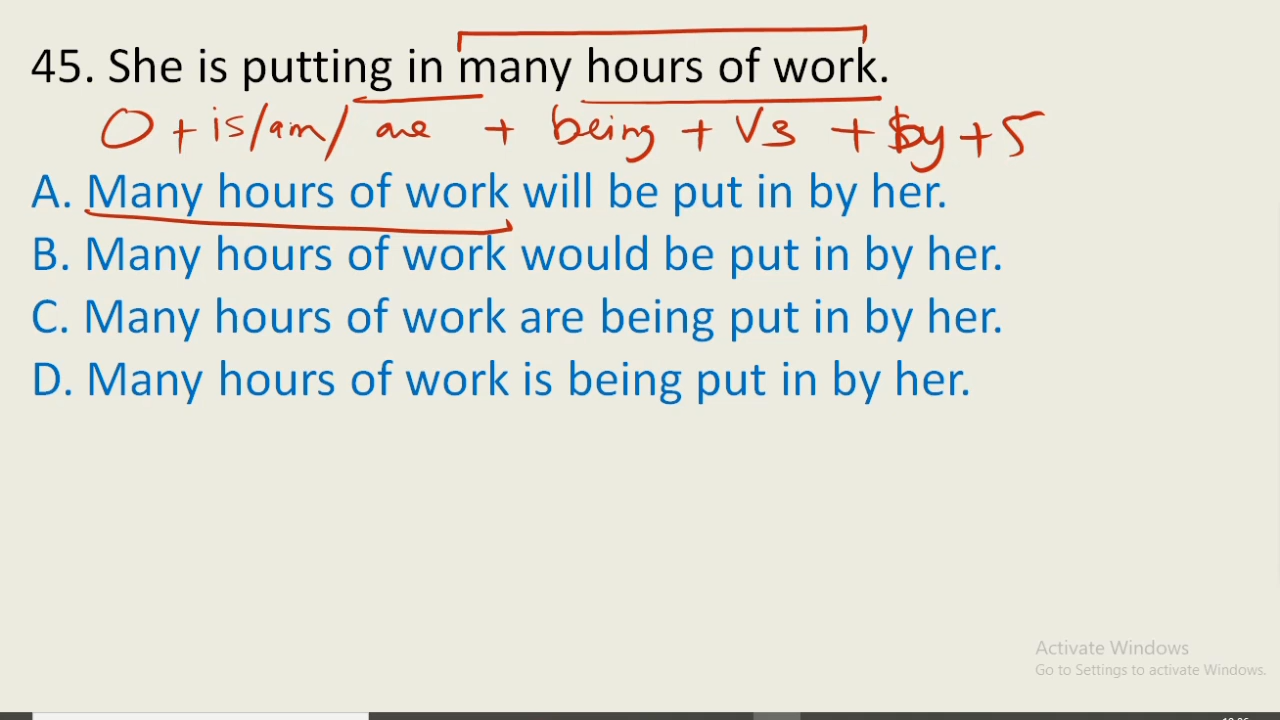 45. She is putting in many hours of work.
O + is/am/are + being + V3 + by + S
A. Many hours of work will be put in by her.
B. Many hours of work would be put in by her.
C. Many hours of work are being put in by her.
D. Many hours of work is being put in by her.
Activate Windows
Go to Settings to activate Windows.